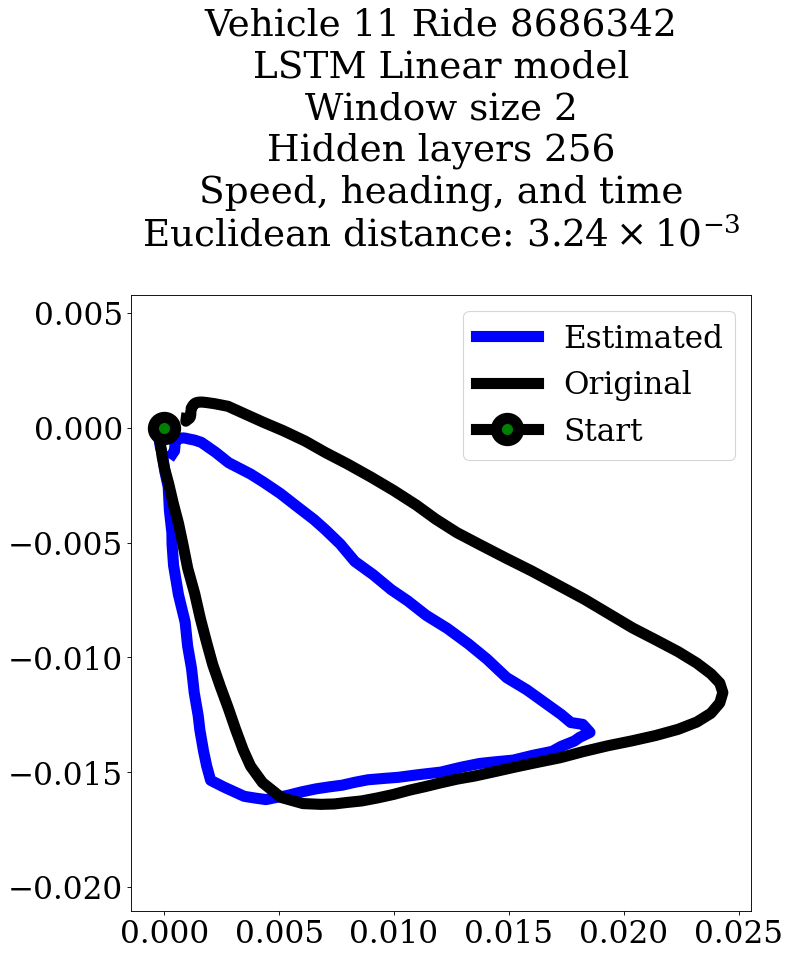 Vehicle 11 Ride 8686342
LSTM Linear model
Window size 2
Hidden layers 256
Speed, heading, and time
Euclidean distance: 3.24 × 10⁻³
Estimated
Original
Start
0.005
0.000
−0.005
−0.010
−0.015
−0.020
0.000 0.005 0.010 0.015 0.020 0.025